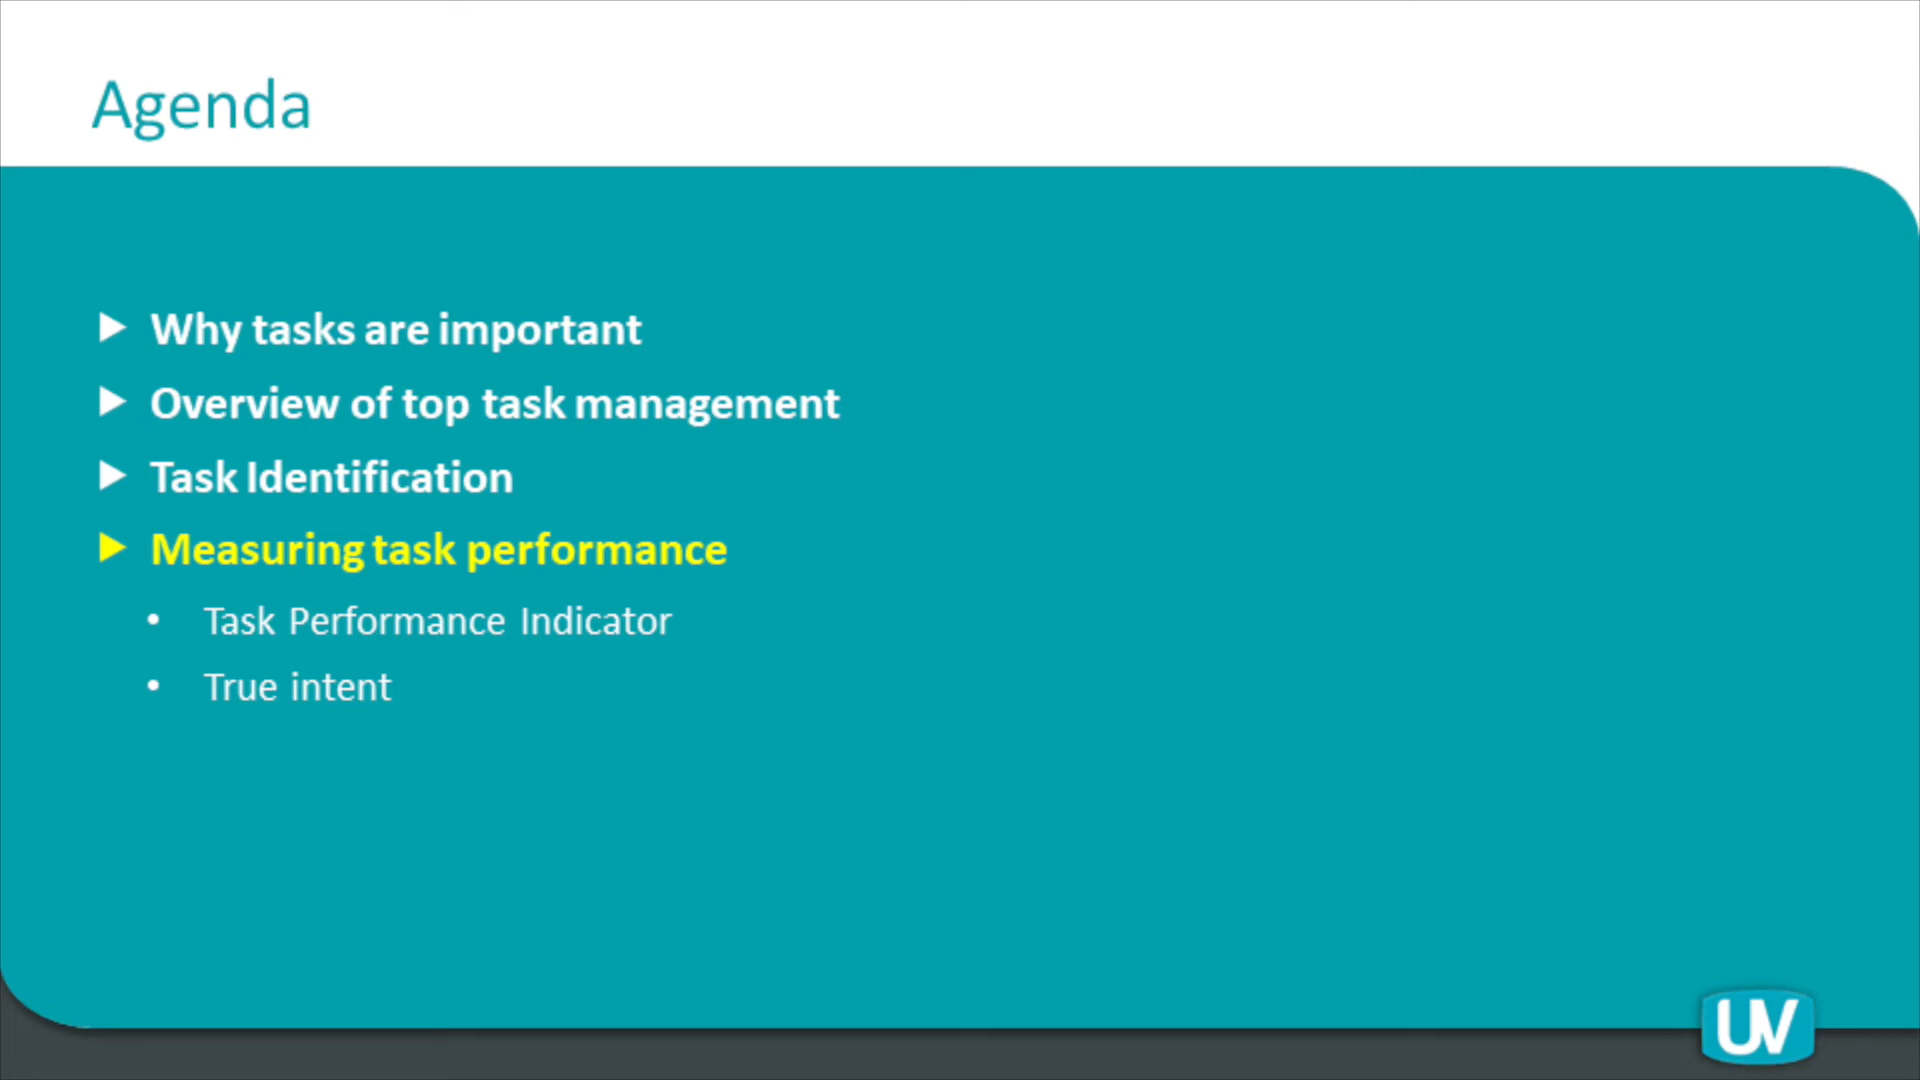 Agenda
Why tasks are important
Overview of top task management
Task Identification
Measuring task performance
Task Performance Indicator
True intent
UV